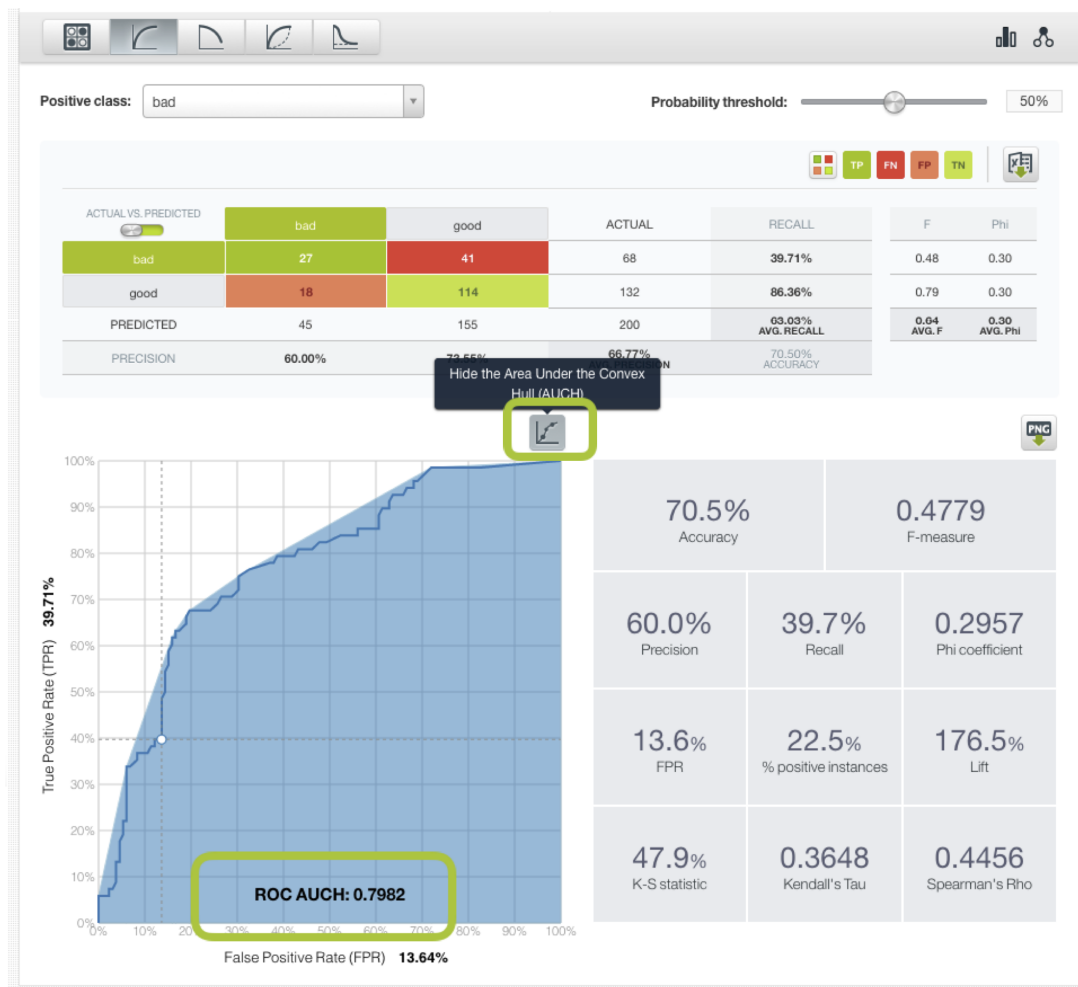 Positive class: bad Probability threshold: 50%
TP FN FP TN
ACTUAL VS. PREDICTED bad good ACTUAL RECALL F Phi
bad 27 41 68 39.71% 0.48 0.30
good 18 114 132 86.36% 0.79 0.30
PREDICTED 45 155 200 63.03% AVG. RECALL 0.64 AVG. F 0.30 AVG. Phi
PRECISION 60.00% 73.55% 66.77% 70.50% ACCURACY
Hide the Area Under the Convex
Hull (AUCH)
PNG
70.5% 0.4779
Accuracy F-measure
60.0% 39.7% 0.2957
Precision Recall Phi coefficient
13.6% 22.5% 176.5%
FPR % positive instances Lift
47.9% 0.3648 0.4456
K-S statistic Kendall's Tau Spearman's Rho
True Positive Rate (TPR) 39.71%
100%
90%
80%
70%
60%
50%
40%
30%
20%
10%
0%
ROC AUCH: 0.7982
0% 10% 20 30% 40% 50% 60% 70% 80% 90% 100%
False Positive Rate (FPR) 13.64%